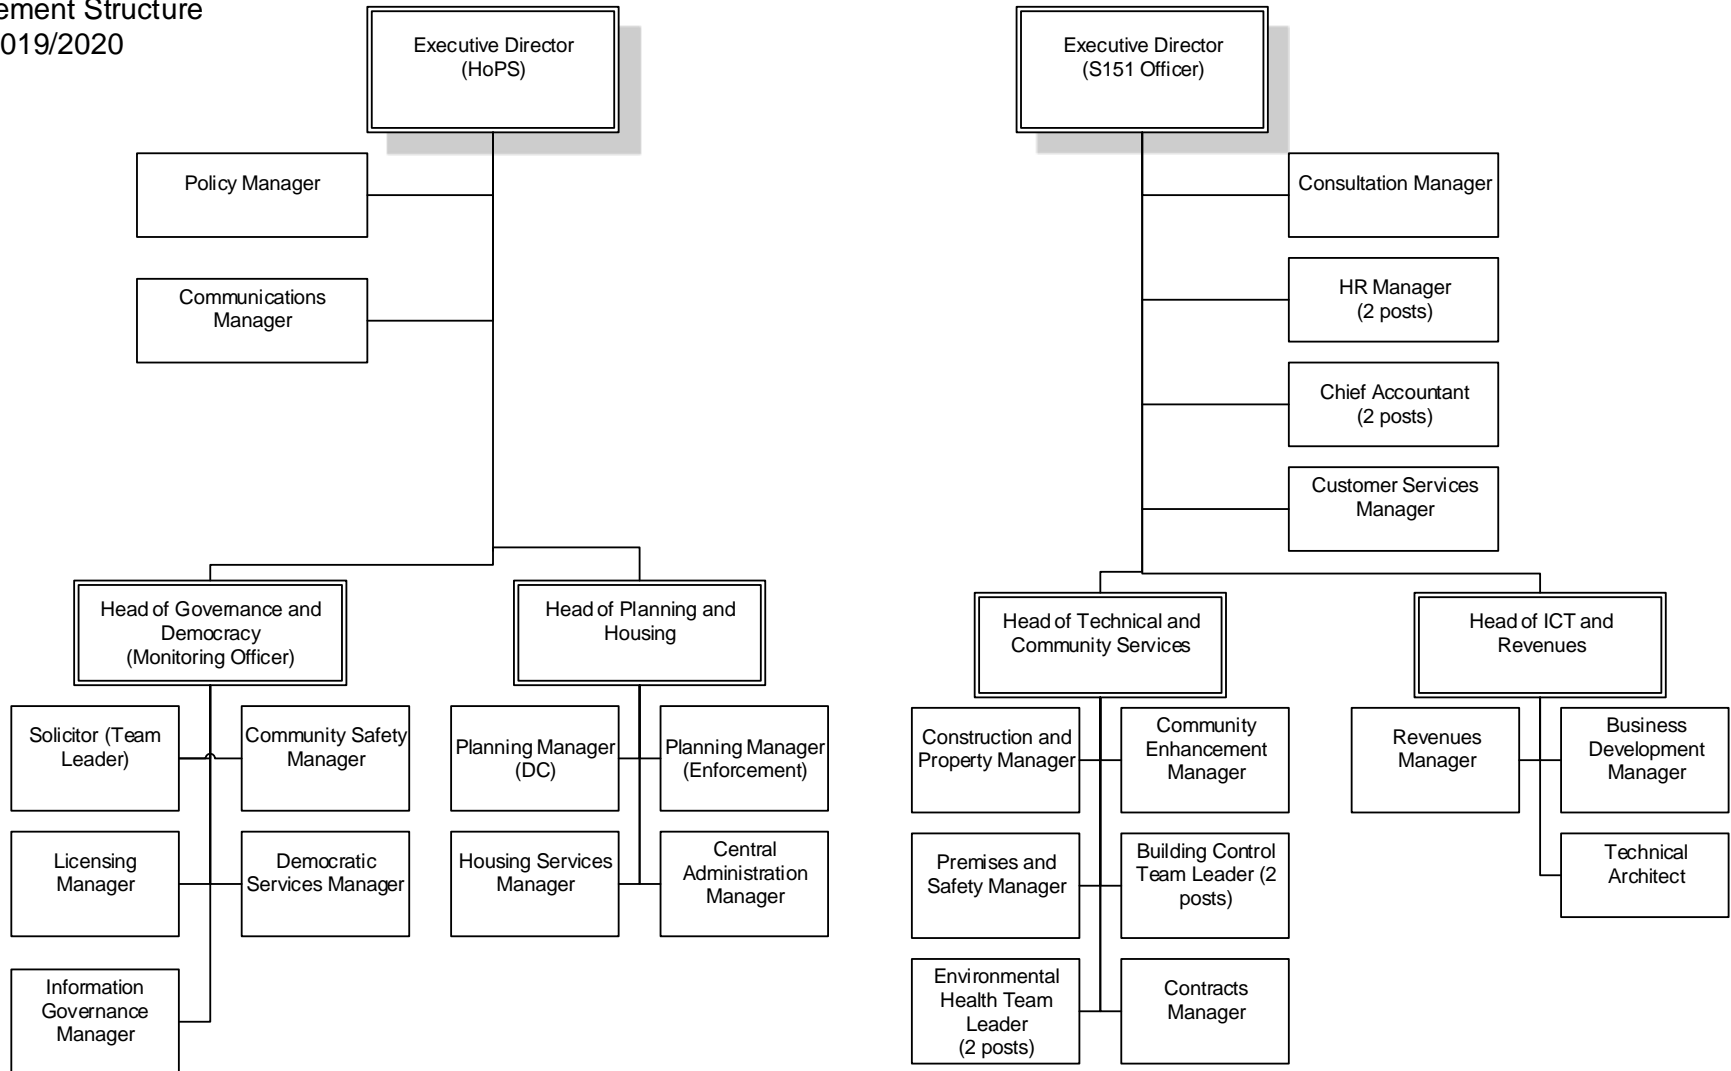 ement Structure
019/2020
Executive Director
(HoPS)
Executive Director
(S151 Officer)
Policy Manager
Consultation Manager
Communications
Manager
HR Manager
(2 posts)
Chief Accountant
(2 posts)
Customer Services
Manager
Head of Governance and
Democracy
(Monitoring Officer)
Head of Planning and
Housing
Head of Technical and
Community Services
Head of ICT and
Revenues
Solicitor (Team
Leader)
Community Safety
Manager
Planning Manager
(DC)
Planning Manager
(Enforcement)
Construction and
Property Manager
Community
Enhancement
Manager
Revenues
Manager
Business
Development
Manager
Licensing
Manager
Democratic
Services Manager
Housing Services
Manager
Central
Administration
Manager
Premises and
Safety Manager
Building Control
Team Leader (2
posts)
Technical
Architect
Information
Governance
Manager
Environmental
Health Team
Leader
(2 posts)
Contracts
Manager